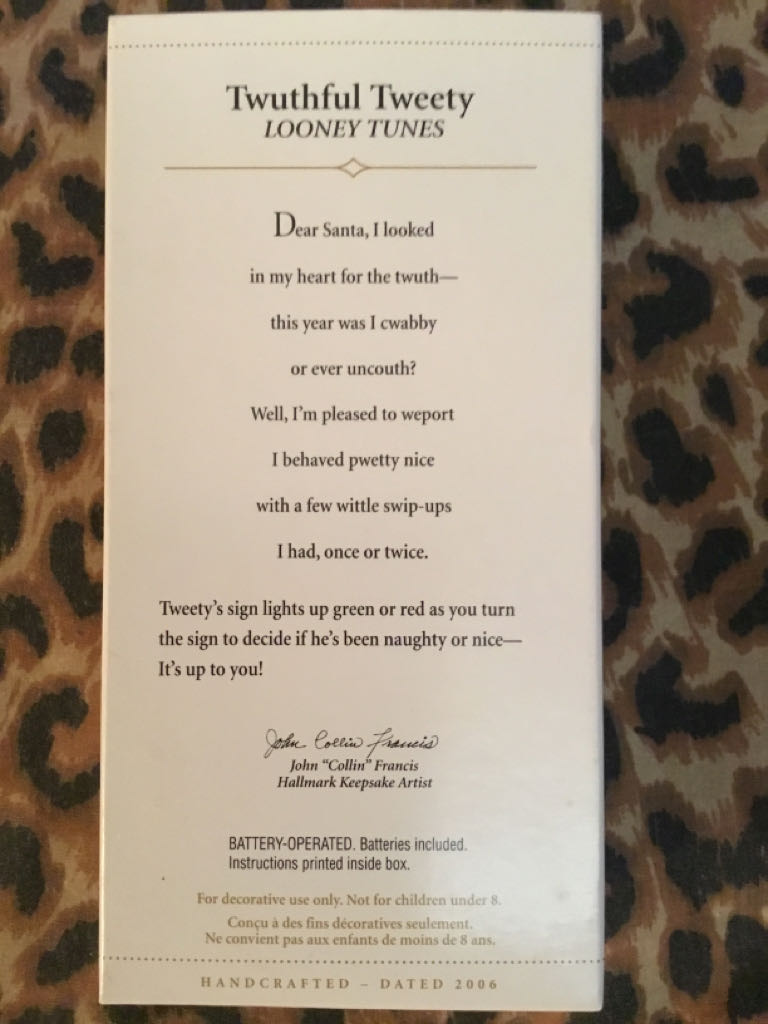 Twuthful Tweety
LOONEY TUNES
Dear Santa, I looked
in my heart for the twuth—
this year was I cwabby
or ever uncouth?
Well, I'm pleased to weport
I behaved pwetty nice
with a few wittle swip-ups
I had, once or twice.
Tweety's sign lights up green or red as you turn
the sign to decide if he's been naughty or nice—
It's up to you!
John Collin Francis
John "Collin" Francis
Hallmark Keepsake Artist
BATTERY-OPERATED. Batteries included.
Instructions printed inside box.
For decorative use only. Not for children under 8.
Conçu à des fins décoratives seulement.
Ne convient pas aux enfants de moins de 8 ans.
HANDCRAFTED – DATED 2006